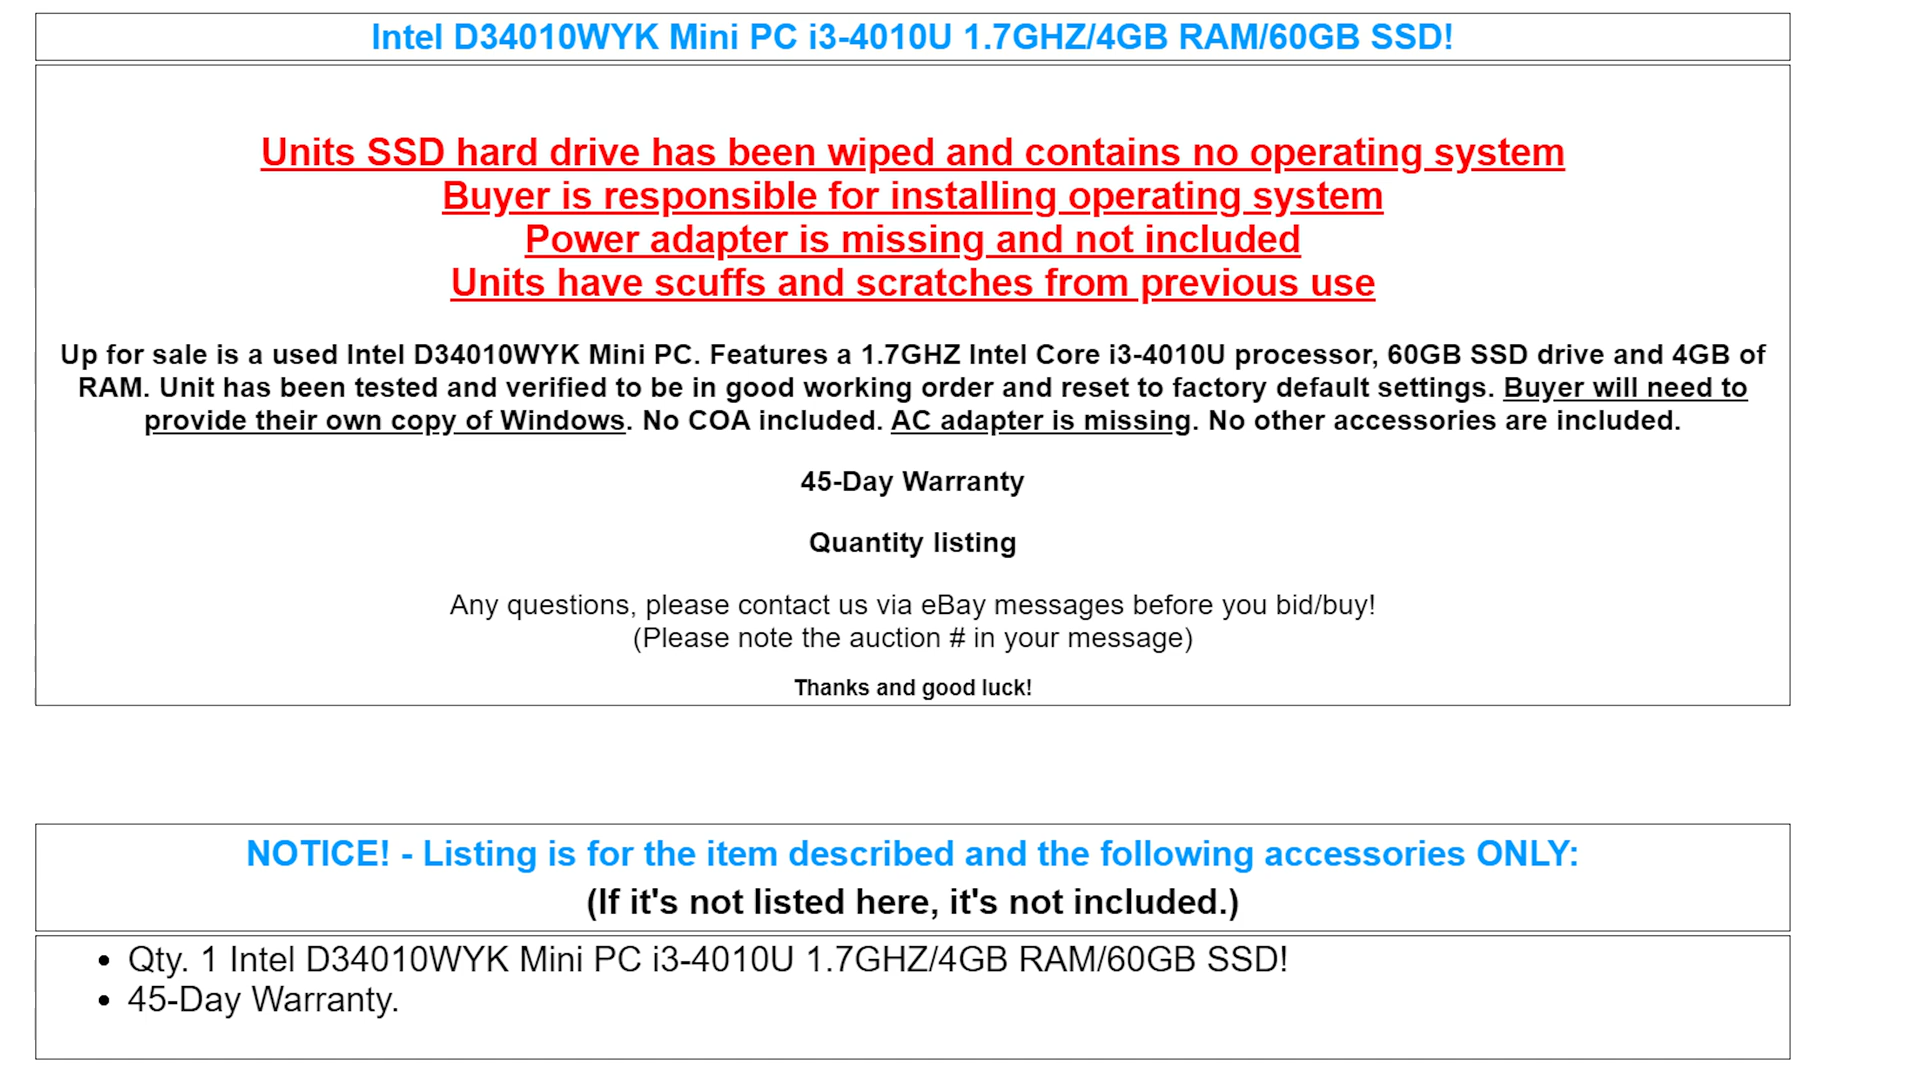 Intel D34010WYK Mini PC i3-4010U 1.7GHZ/4GB RAM/60GB SSD!
Units SSD hard drive has been wiped and contains no operating system
Buyer is responsible for installing operating system
Power adapter is missing and not included
Units have scuffs and scratches from previous use
Up for sale is a used Intel D34010WYK Mini PC. Features a 1.7GHZ Intel Core i3-4010U processor, 60GB SSD drive and 4GB of
RAM. Unit has been tested and verified to be in good working order and reset to factory default settings. Buyer will need to
provide their own copy of Windows. No COA included. AC adapter is missing. No other accessories are included.
45-Day Warranty
Quantity listing
Any questions, please contact us via eBay messages before you bid/buy!
(Please note the auction # in your message)
Thanks and good luck!
NOTICE! - Listing is for the item described and the following accessories ONLY:
(If it's not listed here, it's not included.)
• Qty. 1 Intel D34010WYK Mini PC i3-4010U 1.7GHZ/4GB RAM/60GB SSD!
• 45-Day Warranty.